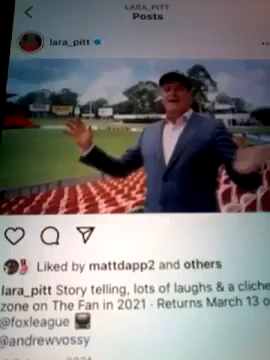 LARA_PITT
Posts
lara_pitt
Liked by mattdapp2 and others
lara_pitt Story telling, lots of laughs & a cliche
zone on The Fan in 2021 - Returns March 13 o
@foxleague
@andrewvossy